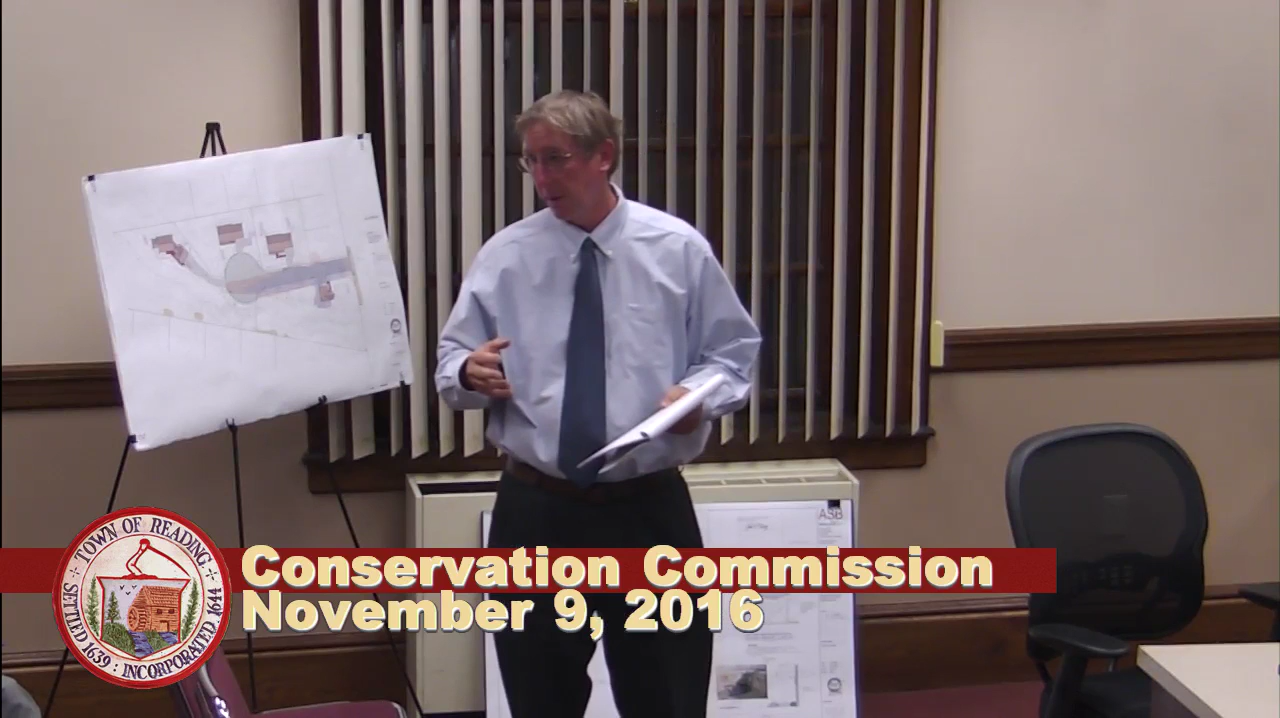 ASB
TOWN OF READING
SETTLED 1639 : INCORPORATED 1644
Conservation Commission
November 9, 2016